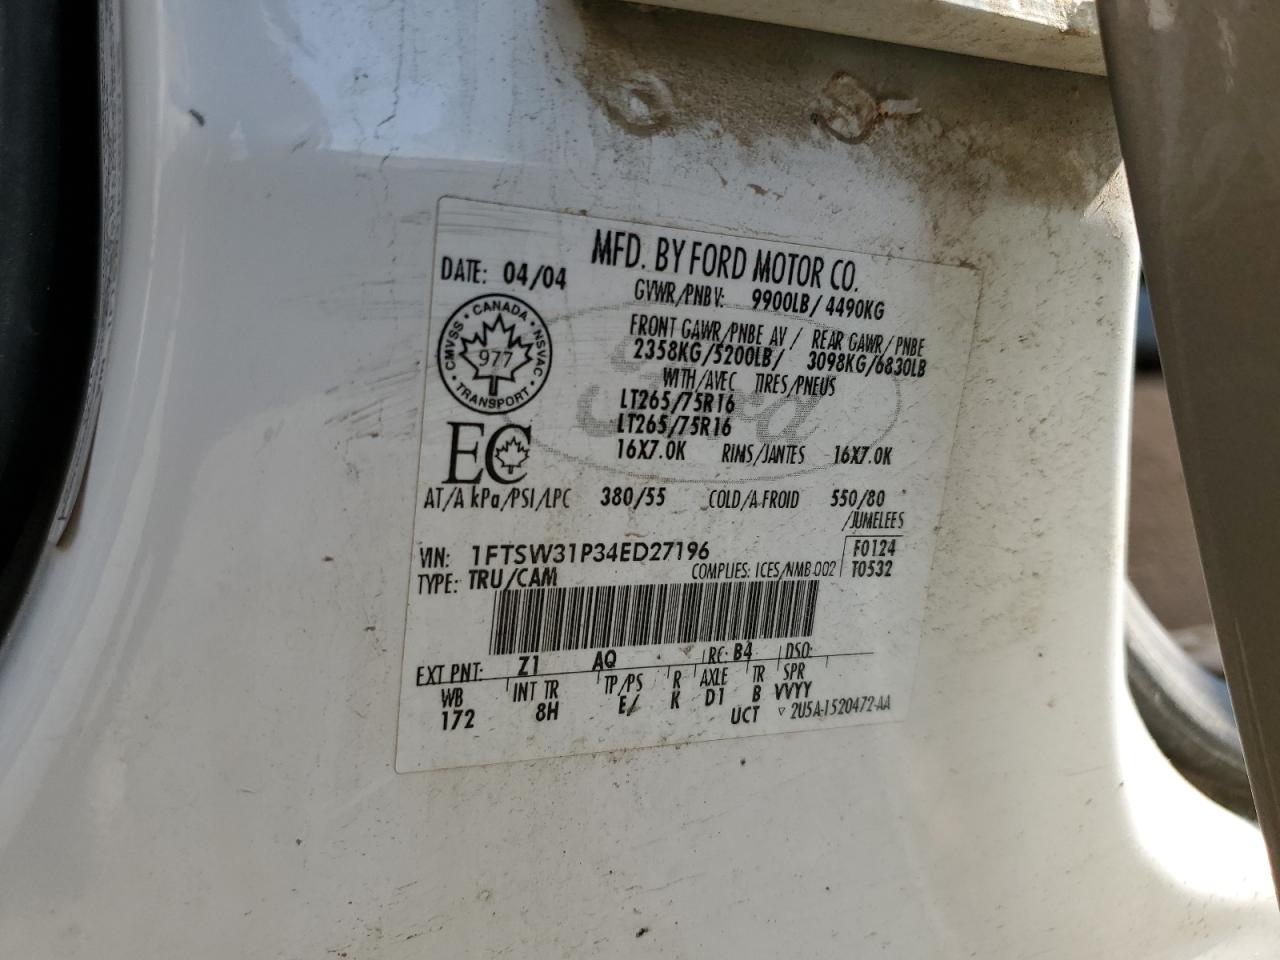 MFD. BY FORD MOTOR CO.
DATE: 04/04
GVWR/PNBV: 9900LB/4490KG
CANADA · NSVAC · TRANSPORT · CMVSS ·
977
FRONT GAWR/PNBE AV/ REAR GAWR/PNBE
2358KG/5200LB/ 3098KG/6830LB
WITH/AVEC TIRES/PNEUS
LT265/75R16
LT265/75R16
16X7.0K RIMS/JANTES 16X7.0K
Ford
EC
AT/A kPa/PSI/LPC 380/55 COLD/A FROID 550/80
/JUMELEES
VIN: 1FTSW31P34ED27196 F0124
TYPE: TRU/CAM COMPLIES: ICES/NMB-002 T0532
EXT PNT: Z1 AQ RC: B4 DSO:
WB INT TR TP/PS R AXLE TR SPR
172 8H E/ K D1 B VVYY
UCT ▽ 2U5A-1520472-AA